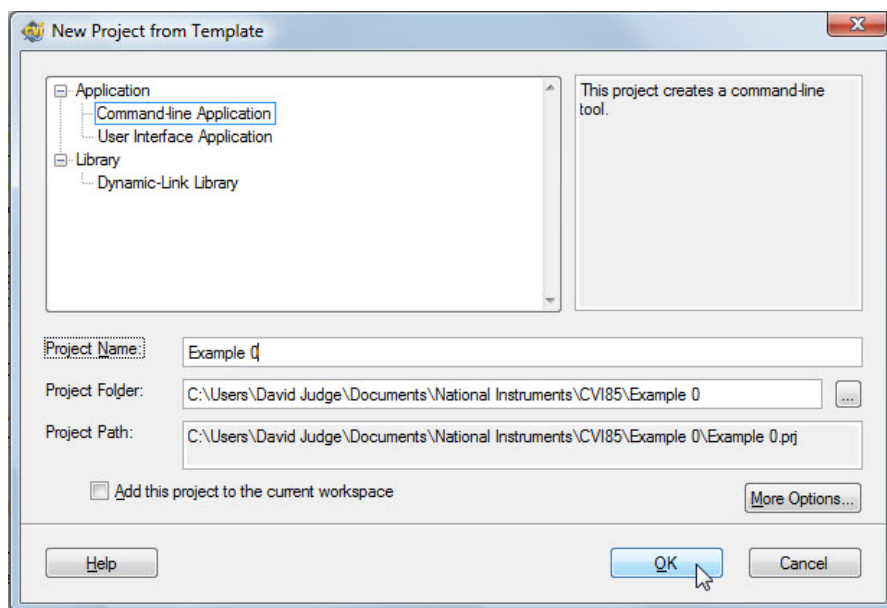 New Project from Template
Application
Command-line Application
User Interface Application
Library
Dynamic-Link Library
This project creates a command-line
tool.
Project Name:
Example 0
Project Folder:
C:\Users\David Judge\Documents\National Instruments\CVI85\Example 0
...
Project Path:
C:\Users\David Judge\Documents\National Instruments\CVI85\Example 0\Example 0.prj
Add this project to the current workspace
More Options...
Help
OK
Cancel